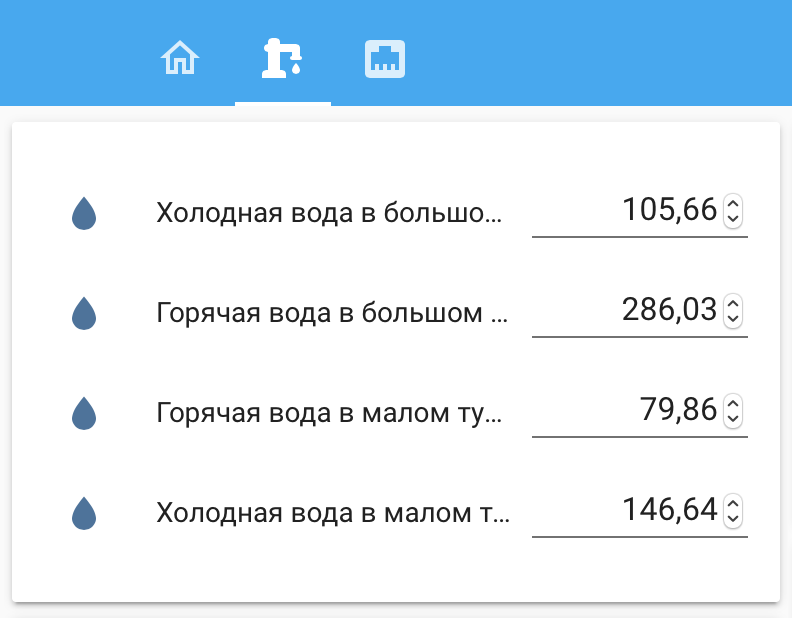 Холодная вода в большо... 105,66
Горячая вода в большом ... 286,03
Горячая вода в малом ту... 79,86
Холодная вода в малом т... 146,64